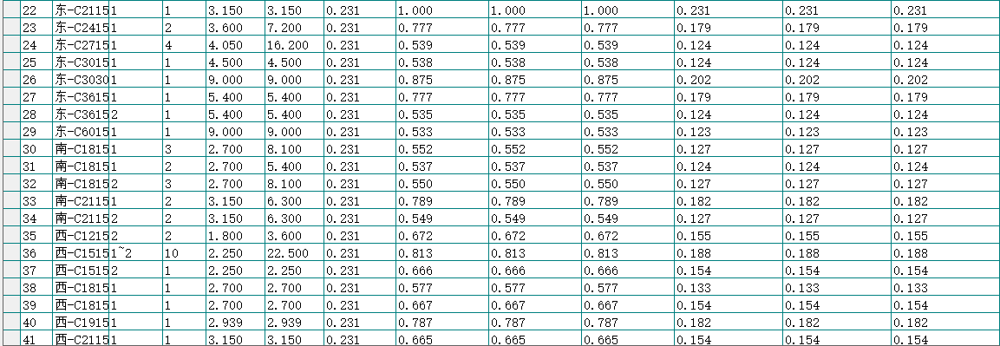 22 东-C2115 1 1 3.150 3.150 0.231 1.000 1.000 1.000 0.231 0.231 0.231
23 东-C2415 1 2 3.600 7.200 0.231 0.777 0.777 0.777 0.179 0.179 0.179
24 东-C2715 1 4 4.050 16.200 0.231 0.539 0.539 0.539 0.124 0.124 0.124
25 东-C3015 1 1 4.500 4.500 0.231 0.538 0.538 0.538 0.124 0.124 0.124
26 东-C3030 1 1 9.000 9.000 0.231 0.875 0.875 0.875 0.202 0.202 0.202
27 东-C3615 1 1 5.400 5.400 0.231 0.777 0.777 0.777 0.179 0.179 0.179
28 东-C3615 2 1 5.400 5.400 0.231 0.535 0.535 0.535 0.124 0.124 0.124
29 东-C6015 1 1 9.000 9.000 0.231 0.533 0.533 0.533 0.123 0.123 0.123
30 南-C1815 1 3 2.700 8.100 0.231 0.552 0.552 0.552 0.127 0.127 0.127
31 南-C1815 1 2 2.700 5.400 0.231 0.537 0.537 0.537 0.124 0.124 0.124
32 南-C1815 2 3 2.700 8.100 0.231 0.550 0.550 0.550 0.127 0.127 0.127
33 南-C2115 1 2 3.150 6.300 0.231 0.789 0.789 0.789 0.182 0.182 0.182
34 南-C2115 2 2 3.150 6.300 0.231 0.549 0.549 0.549 0.127 0.127 0.127
35 西-C1215 2 2 1.800 3.600 0.231 0.672 0.672 0.672 0.155 0.155 0.155
36 西-C1515 1~2 10 2.250 22.500 0.231 0.813 0.813 0.813 0.188 0.188 0.188
37 西-C1515 2 1 2.250 2.250 0.231 0.666 0.666 0.666 0.154 0.154 0.154
38 西-C1815 1 1 2.700 2.700 0.231 0.577 0.577 0.577 0.133 0.133 0.133
39 西-C1815 1 1 2.700 2.700 0.231 0.667 0.667 0.667 0.154 0.154 0.154
40 西-C1915 1 1 2.939 2.939 0.231 0.787 0.787 0.787 0.182 0.182 0.182
41 西-C2115 1 1 3.150 3.150 0.231 0.665 0.665 0.665 0.154 0.154 0.154